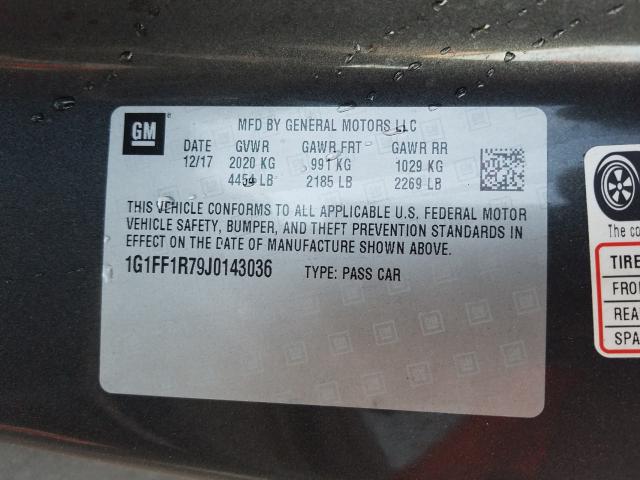 GM
MFD BY GENERAL MOTORS LLC
DATE GVWR GAWR FRT GAWR RR
12/17 2020 KG 991 KG 1029 KG
4454 LB 2185 LB 2269 LB
THIS VEHICLE CONFORMS TO ALL APPLICABLE U.S. FEDERAL MOTOR
VEHICLE SAFETY, BUMPER, AND THEFT PREVENTION STANDARDS IN
EFFECT ON THE DATE OF MANUFACTURE SHOWN ABOVE.
1G1FF1R79J0143036 TYPE: PASS CAR
The co
TIRE
FRO
REA
SPA